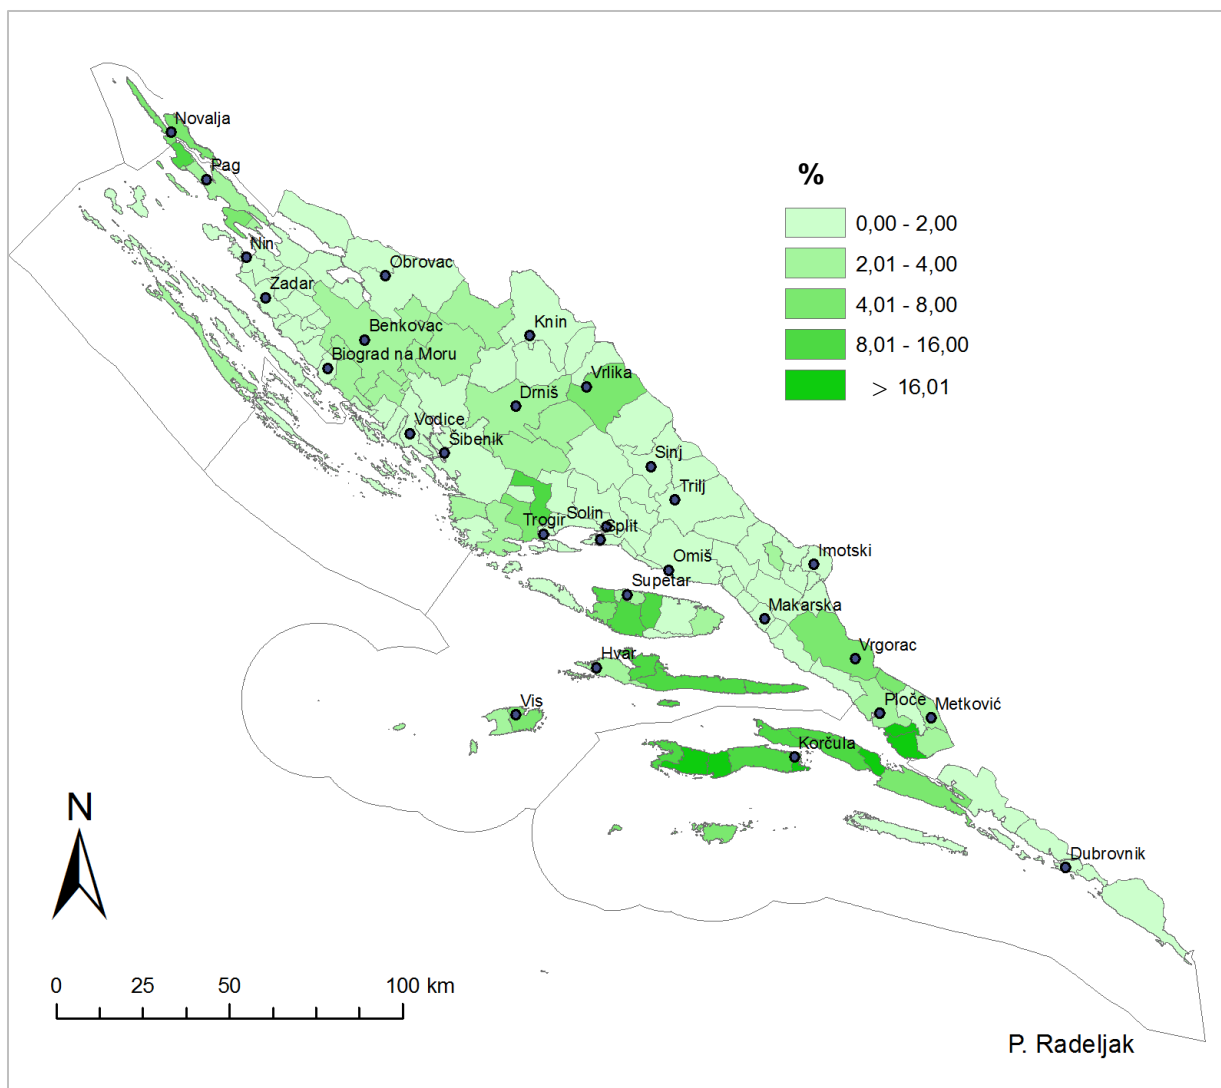 Novalja
Pag
%
0,00 - 2,00
Nin
Obrovac
2,01 - 4,00
Zadar
4,01 - 8,00
Benkovac
Knin
8,01 - 16,00
Biograd na Moru
Vrlika
> 16,01
Drniš
Vodice
Šibenik
Sinj
Trilj
Trogir
Solin
Split
Omiš
Imotski
Supetar
Makarska
Hvar
Vrgorac
Vis
Ploče
Metković
Korčula
N
Dubrovnik
0 25 50 100 km
P. Radeljak